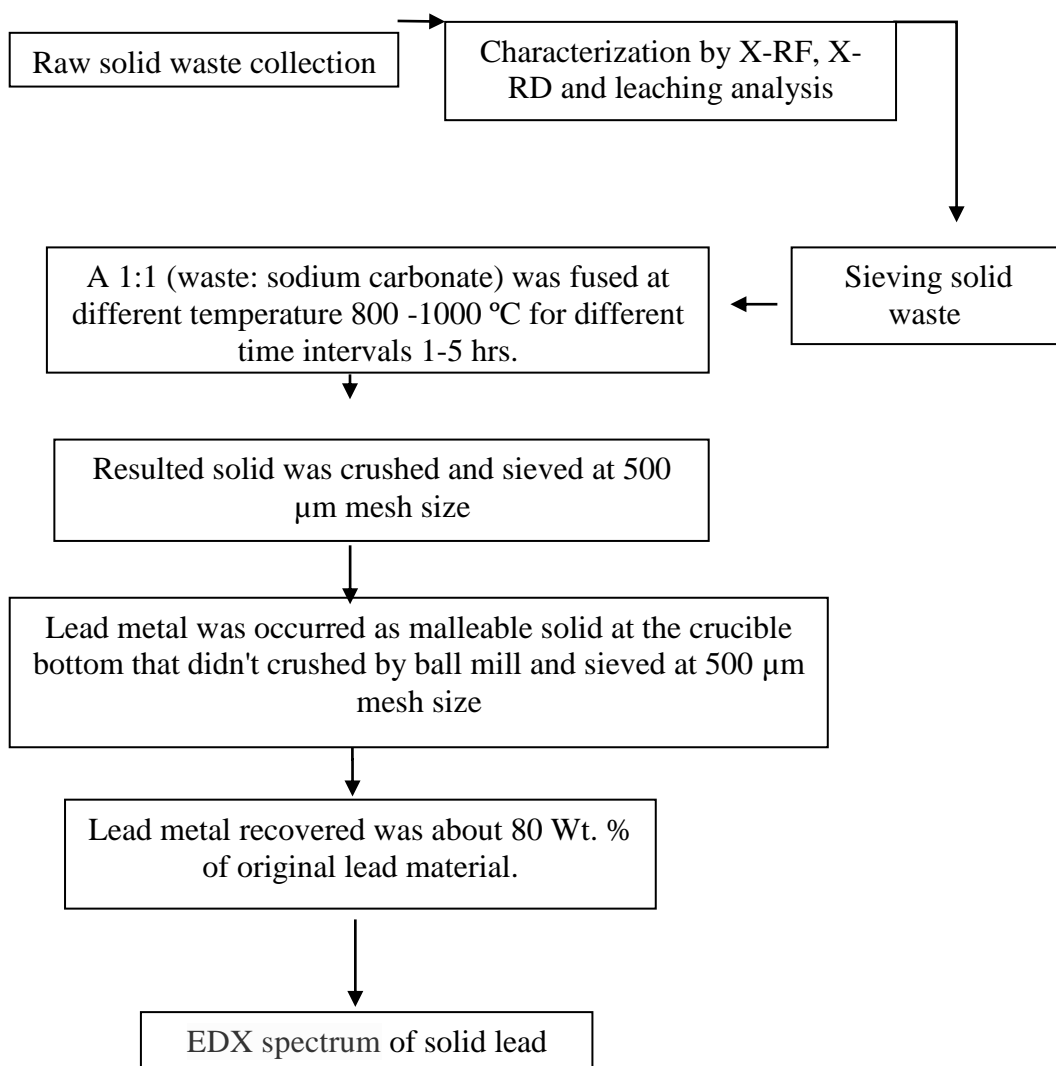 Raw solid waste collection
Characterization by X-RF, X-
RD and leaching analysis
Sieving solid
waste
A 1:1 (waste: sodium carbonate) was fused at
different temperature 800 -1000 ºC for different
time intervals 1-5 hrs.
Resulted solid was crushed and sieved at 500
µm mesh size
Lead metal was occurred as malleable solid at the crucible
bottom that didn't crushed by ball mill and sieved at 500 µm
mesh size
Lead metal recovered was about 80 Wt. %
of original lead material.
EDX spectrum of solid lead